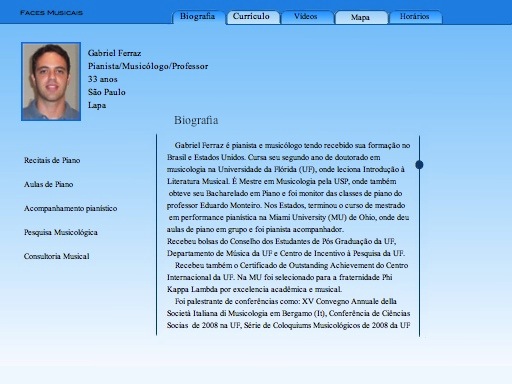 Faces Musicais
Biografia
Currículo
Vídeos
Mapa
Horários
Gabriel Ferraz
Pianista/Musicólogo/Professor
33 anos
São Paulo
Lapa
Biografia
Recitais de Piano
Aulas de Piano
Acompanhamento pianístico
Pesquisa Musicológica
Consultoria Musical
Gabriel Ferraz é pianista e musicólogo tendo recebido sua formação no
Brasil e Estados Unidos. Cursa seu segundo ano de doutorado em
musicologia na Universidade da Flórida (UF), onde leciona Introdução à
Literatura Musical. É Mestre em Musicologia pela USP, onde também
obteve seu Bacharelado em Piano e foi monitor das classes de piano do
professor Eduardo Monteiro. Nos Estados, terminou o curso de mestrado
em performance pianística na Miami University (MU) de Ohio, onde deu
aulas de piano em grupo e foi pianista acompanhador.
Recebeu bolsas do Conselho dos Estudantes de Pós Graduação da UF,
Departamento de Música da UF e Centro de Incentivo à Pesquisa da UF.
Recebeu também o Certificado de Outstanding Achievement do Centro
Internacional da UF. Na MU foi selecionado para a fraternidade Phi
Kappa Lambda por excelencia acadêmica e musical.
Foi palestrante de conferências como: XV Convegno Annuale della
Società Italiana di Musicologia em Bergamo (It), Conferência de Ciências
Socias de 2008 na UF, Série de Coloquiums Musicológicos de 2008 da UF